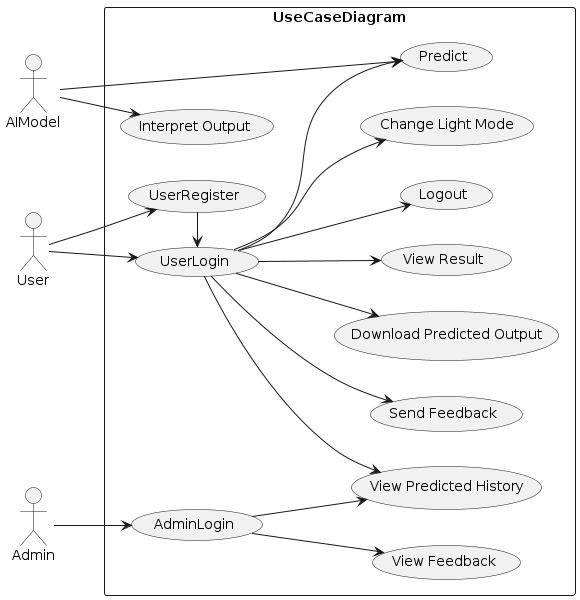 UseCaseDiagram
Predict
AIModel
Interpret Output
Change Light Mode
UserRegister
Logout
User
UserLogin
View Result
Download Predicted Output
Send Feedback
View Predicted History
Admin
AdminLogin
View Feedback